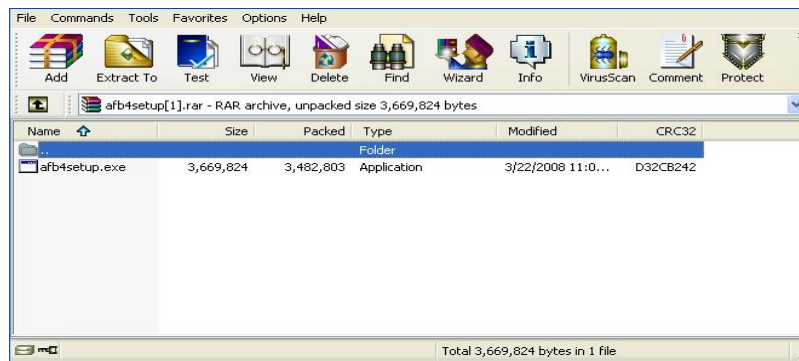 File Commands Tools Favorites Options Help
Add Extract To Test View Delete Find Wizard Info VirusScan Comment Protect
afb4setup[1].rar - RAR archive, unpacked size 3,669,824 bytes
Name Size Packed Type Modified CRC32
.. Folder
afb4setup.exe 3,669,824 3,482,803 Application 3/22/2008 11:0... D32CB242
Total 3,669,824 bytes in 1 file